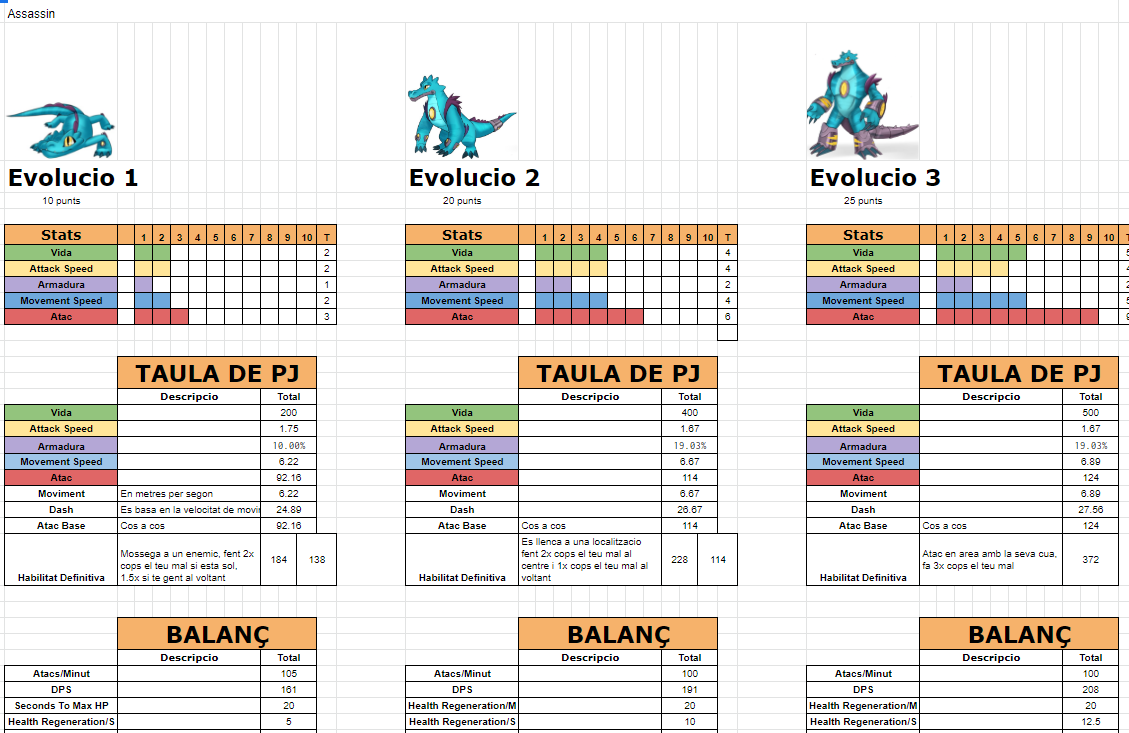 Assassin
Evolucio 1 Evolucio 2 Evolucio 3
10 punts 20 punts 25 punts
Stats 1 2 3 4 5 6 7 8 9 10 T Stats 1 2 3 4 5 6 7 8 9 10 T Stats 1 2 3 4 5 6 7 8 9 10
Vida 2 Vida 4 Vida
Attack Speed 2 Attack Speed 4 Attack Speed
Armadura 1 Armadura 2 Armadura
Movement Speed 2 Movement Speed 4 Movement Speed
Atac 3 Atac 6 Atac
TAULA DE PJ TAULA DE PJ TAULA DE PJ
Descripcio Total Descripcio Total Descripcio Total
Vida 200 Vida 400 Vida 500
Attack Speed 1.75 Attack Speed 1.67 Attack Speed 1.67
Armadura 10.00% Armadura 19.03% Armadura 19.03%
Movement Speed 6.22 Movement Speed 6.67 Movement Speed 6.89
Atac 92.16 Atac 114 Atac 124
Moviment En metres per segon 6.22 Moviment 6.67 Moviment 6.89
Dash Es basa en la velocitat de movi 24.89 Dash 26.67 Dash 27.56
Atac Base Cos a cos 92.16 Atac Base Cos a cos 114 Atac Base Cos a cos 124
Habilitat Definitiva
Mossega a un enemic, fent 2x
cops el teu mal si esta sol,
1.5x si te gent al voltant
184 138
Habilitat Definitiva
Es llenca a una localitzacio
fent 2x cops el teu mal al
centre i 1x cops el teu mal al
voltant
228 114
Habilitat Definitiva
Atac en area amb la seva cua,
fa 3x cops el teu mal
372
BALANÇ BALANÇ BALANÇ
Descripcio Total Descripcio Total Descripcio Total
Atacs/Minut 105 Atacs/Minut 100 Atacs/Minut 100
DPS 161 DPS 191 DPS 208
Seconds To Max HP 20 Health Regeneration/M 20 Health Regeneration/M 20
Health Regeneration/S 5 Health Regeneration/S 10 Health Regeneration/S 12.5